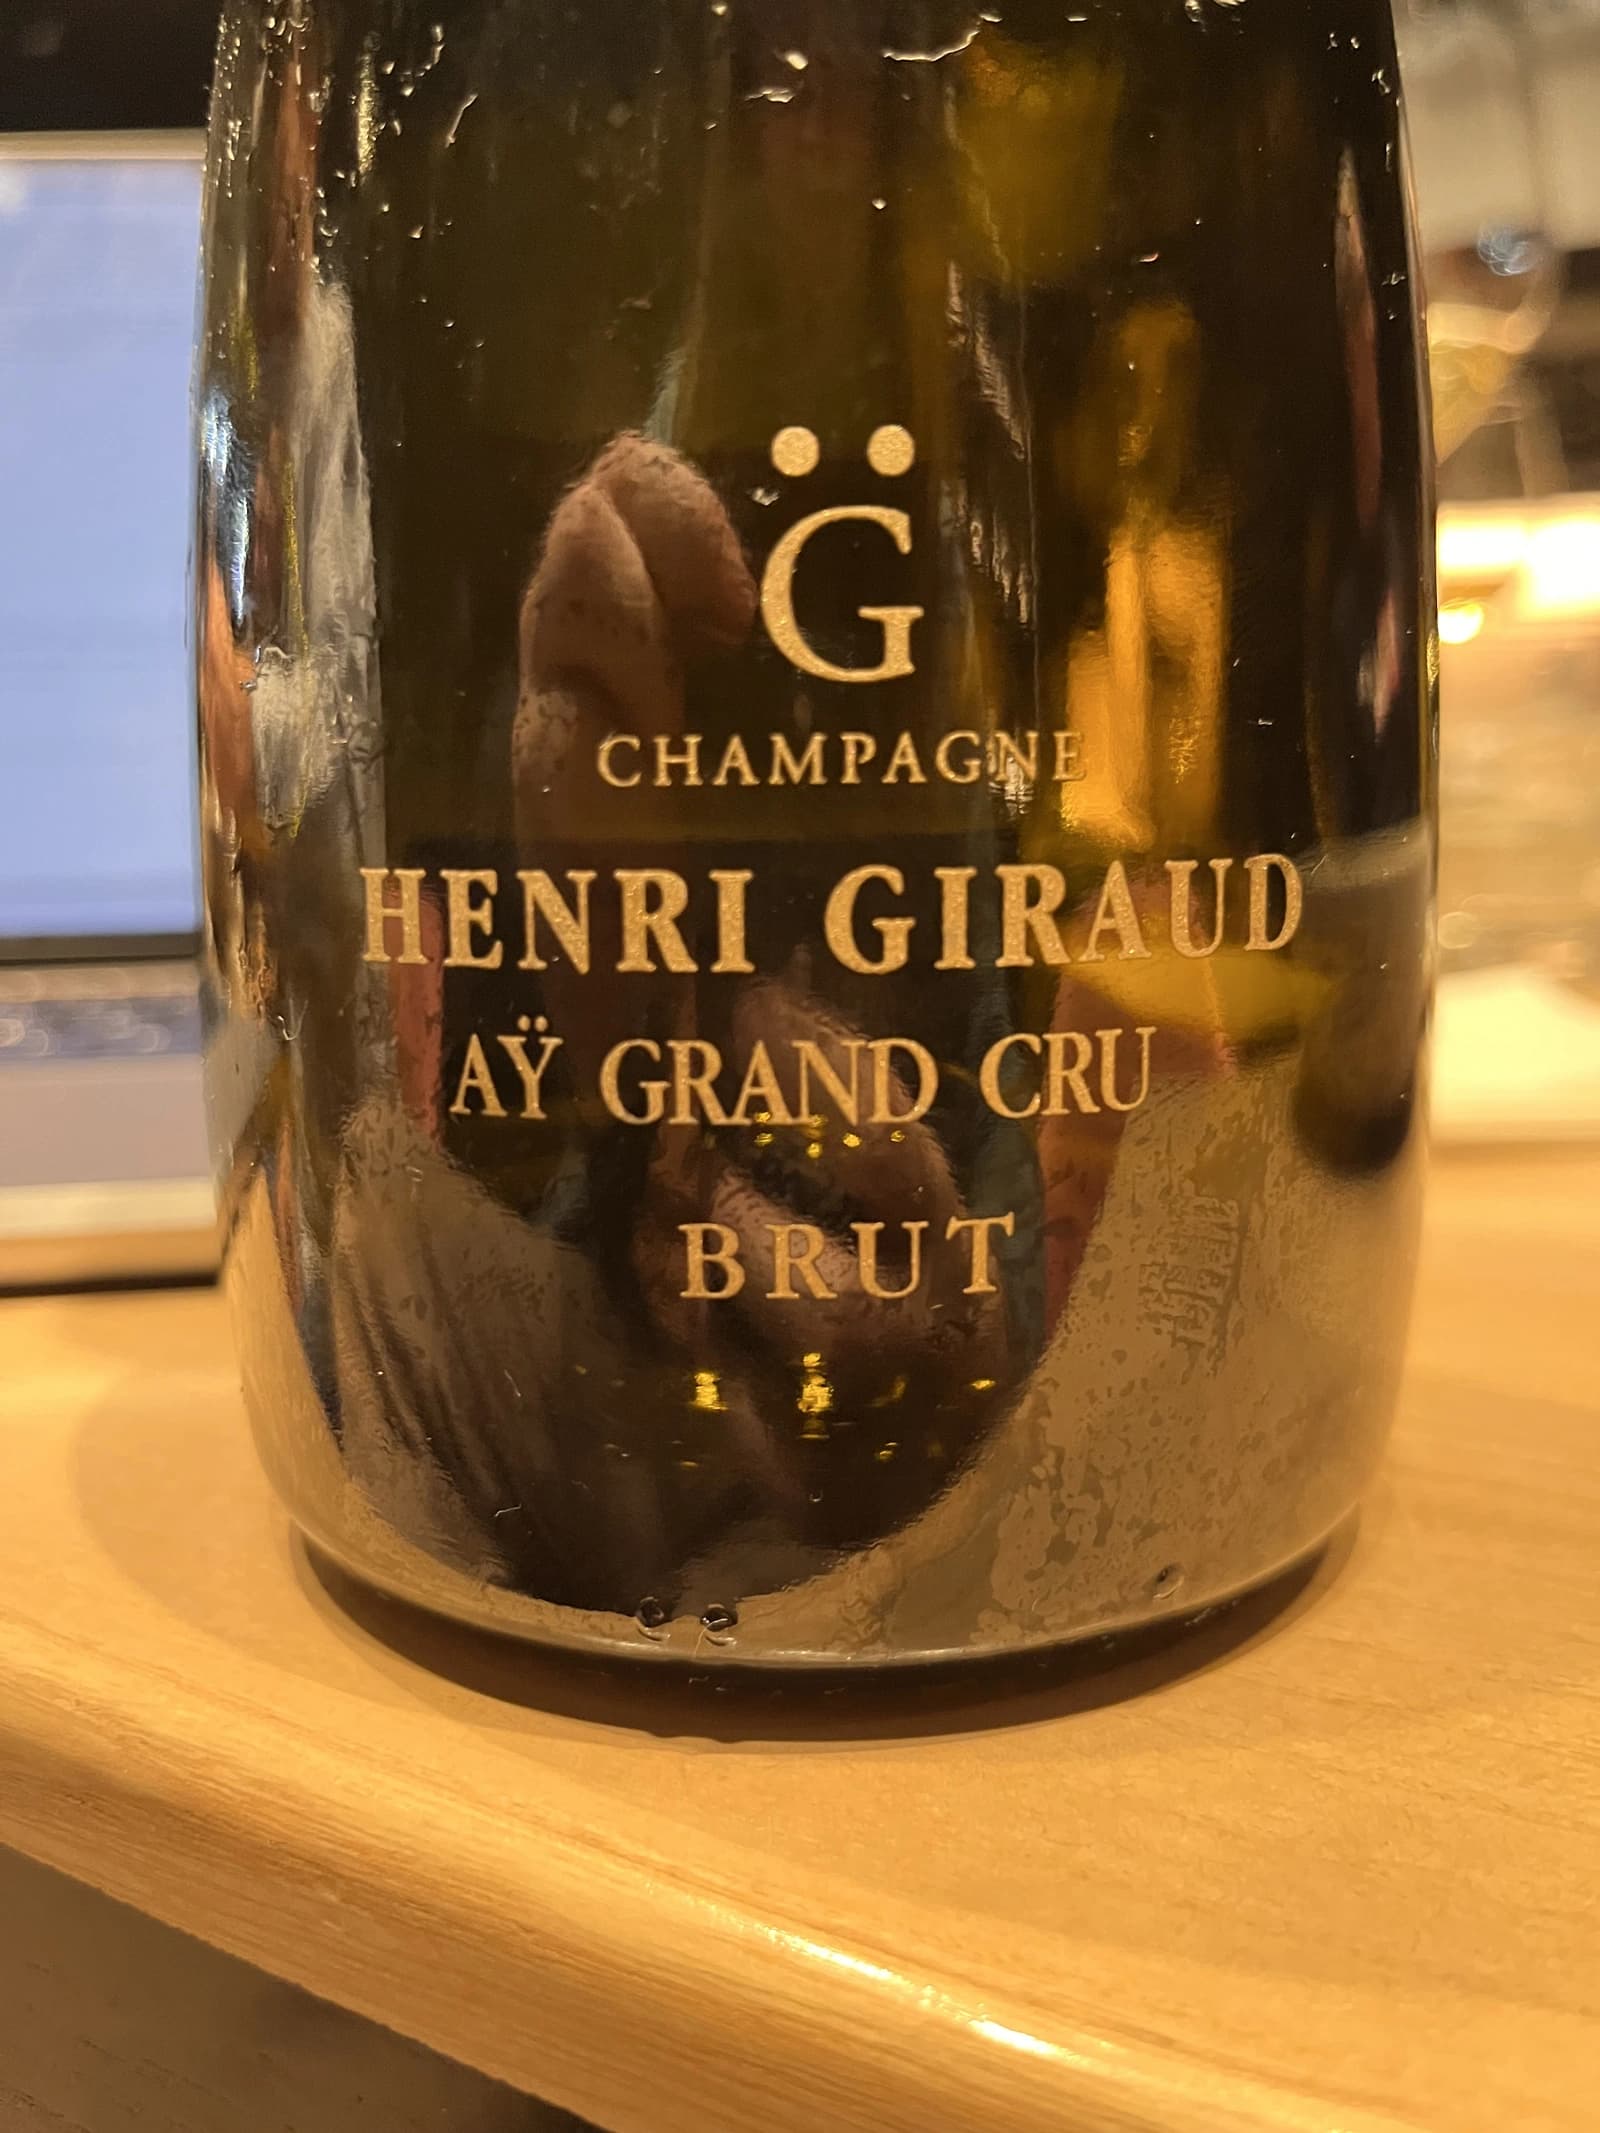 G̈
CHAMPAGNE
HENRI GIRAUD
AŸ GRAND CRU
BRUT